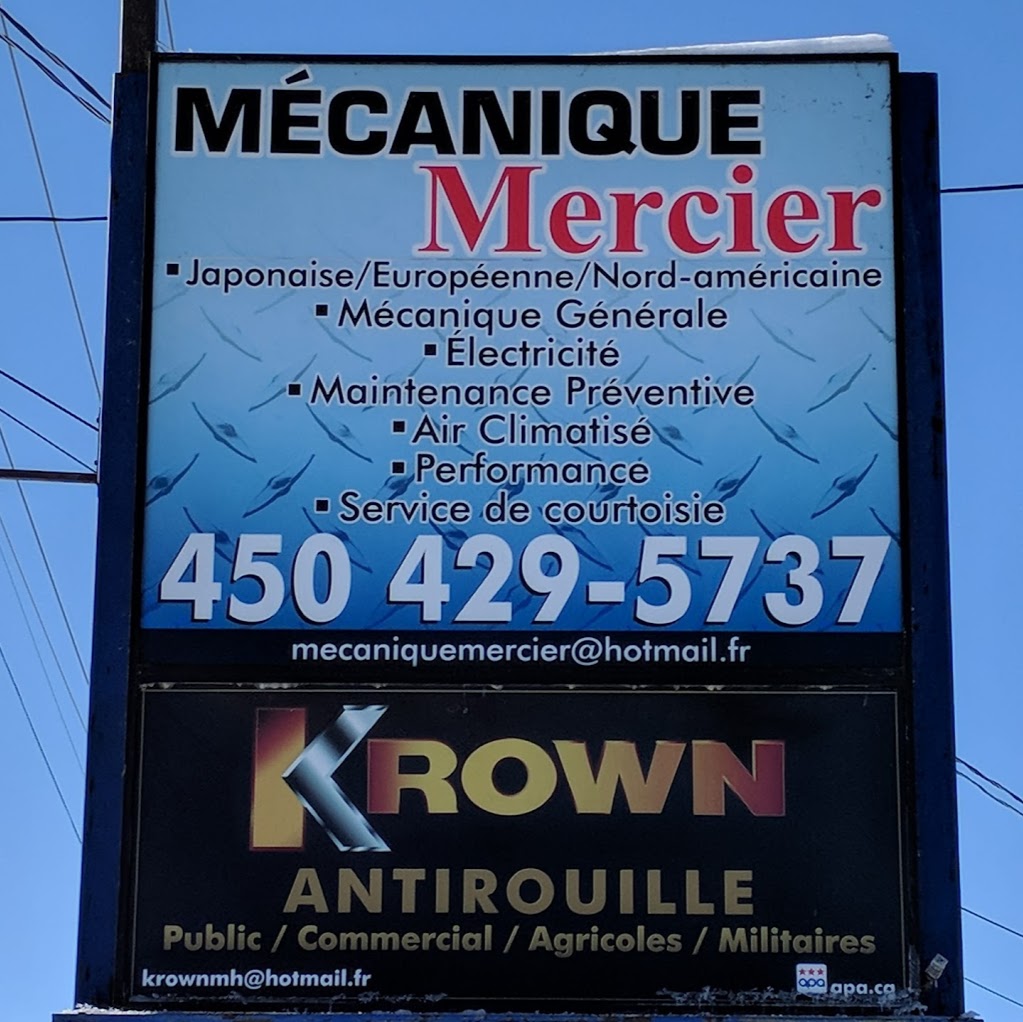 MÉCANIQUE
Mercier
▪Japonaise/Européenne/Nord-américaine
▪Mécanique Générale
▪Électricité
▪Maintenance Préventive
▪Air Climatisé
▪Performance
▪Service de courtoisie
450 429-5737
mecaniquemercier@hotmail.fr
KROWN
ANTIROUILLE
Public / Commercial / Agricoles / Militaires
krownmh@hotmail.fr
apa apa.ca